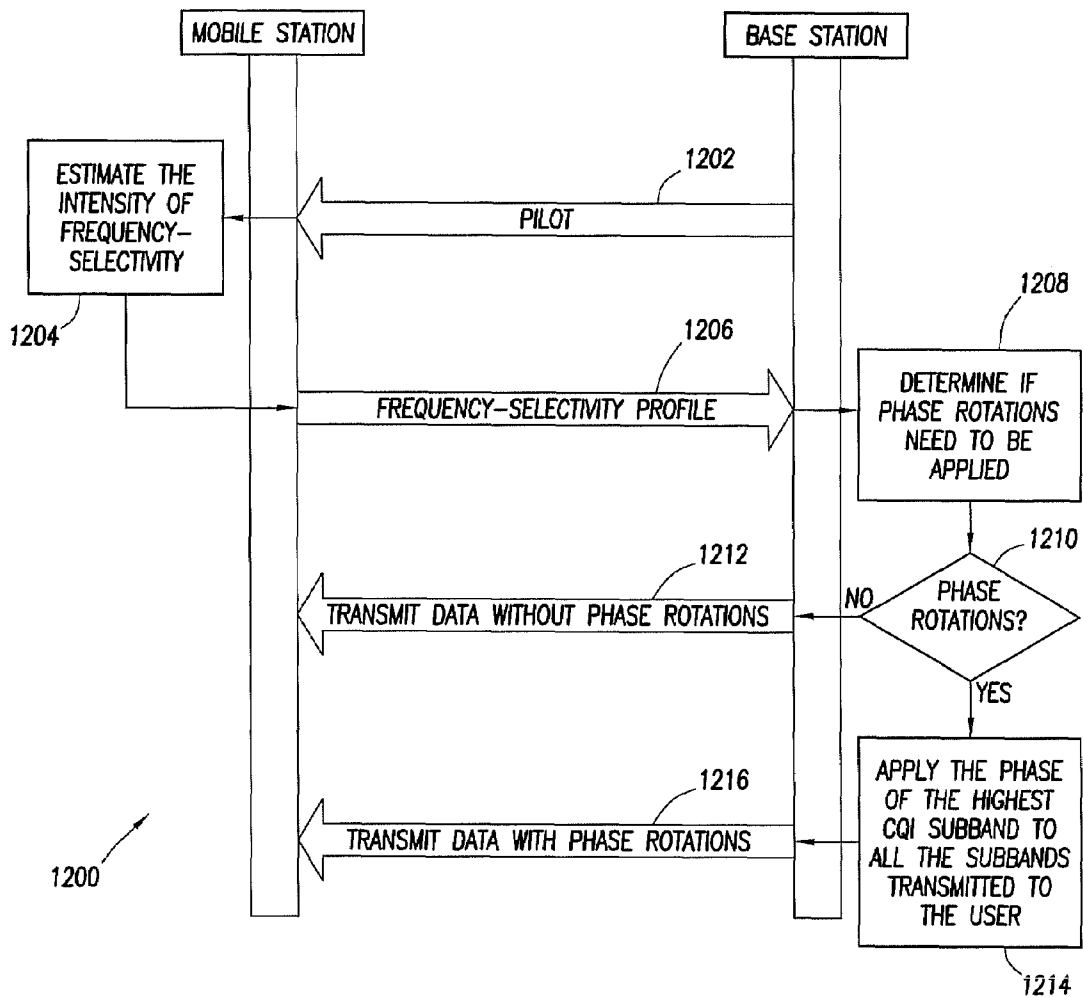 MOBILE STATION
BASE STATION
1202
PILOT
ESTIMATE THE
INTENSITY OF
FREQUENCY-
SELECTIVITY
1204
1206
FREQUENCY-SELECTIVITY PROFILE
1208
DETERMINE IF
PHASE ROTATIONS
NEED TO BE
APPLIED
1210
PHASE
ROTATIONS?
NO
YES
1212
TRANSMIT DATA WITHOUT PHASE ROTATIONS
1214
APPLY THE PHASE
OF THE HIGHEST
CQI SUBBAND TO
ALL THE SUBBANDS
TRANSMITTED TO
THE USER
1216
TRANSMIT DATA WITH PHASE ROTATIONS
1200